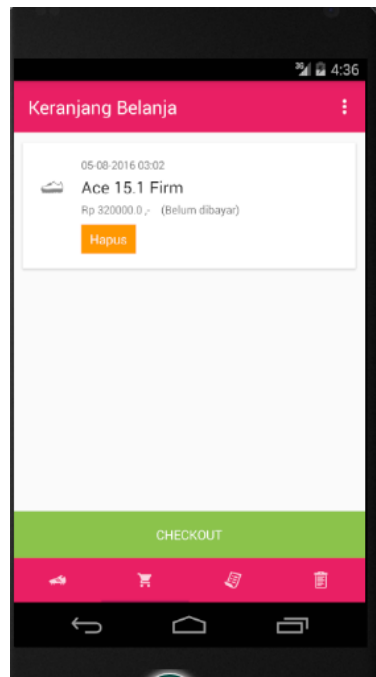 3G 4:36
Keranjang Belanja
05-08-2016 03:02
Ace 15.1 Firm
Rp 320000.0 ,- (Belum dibayar)
Hapus
CHECKOUT